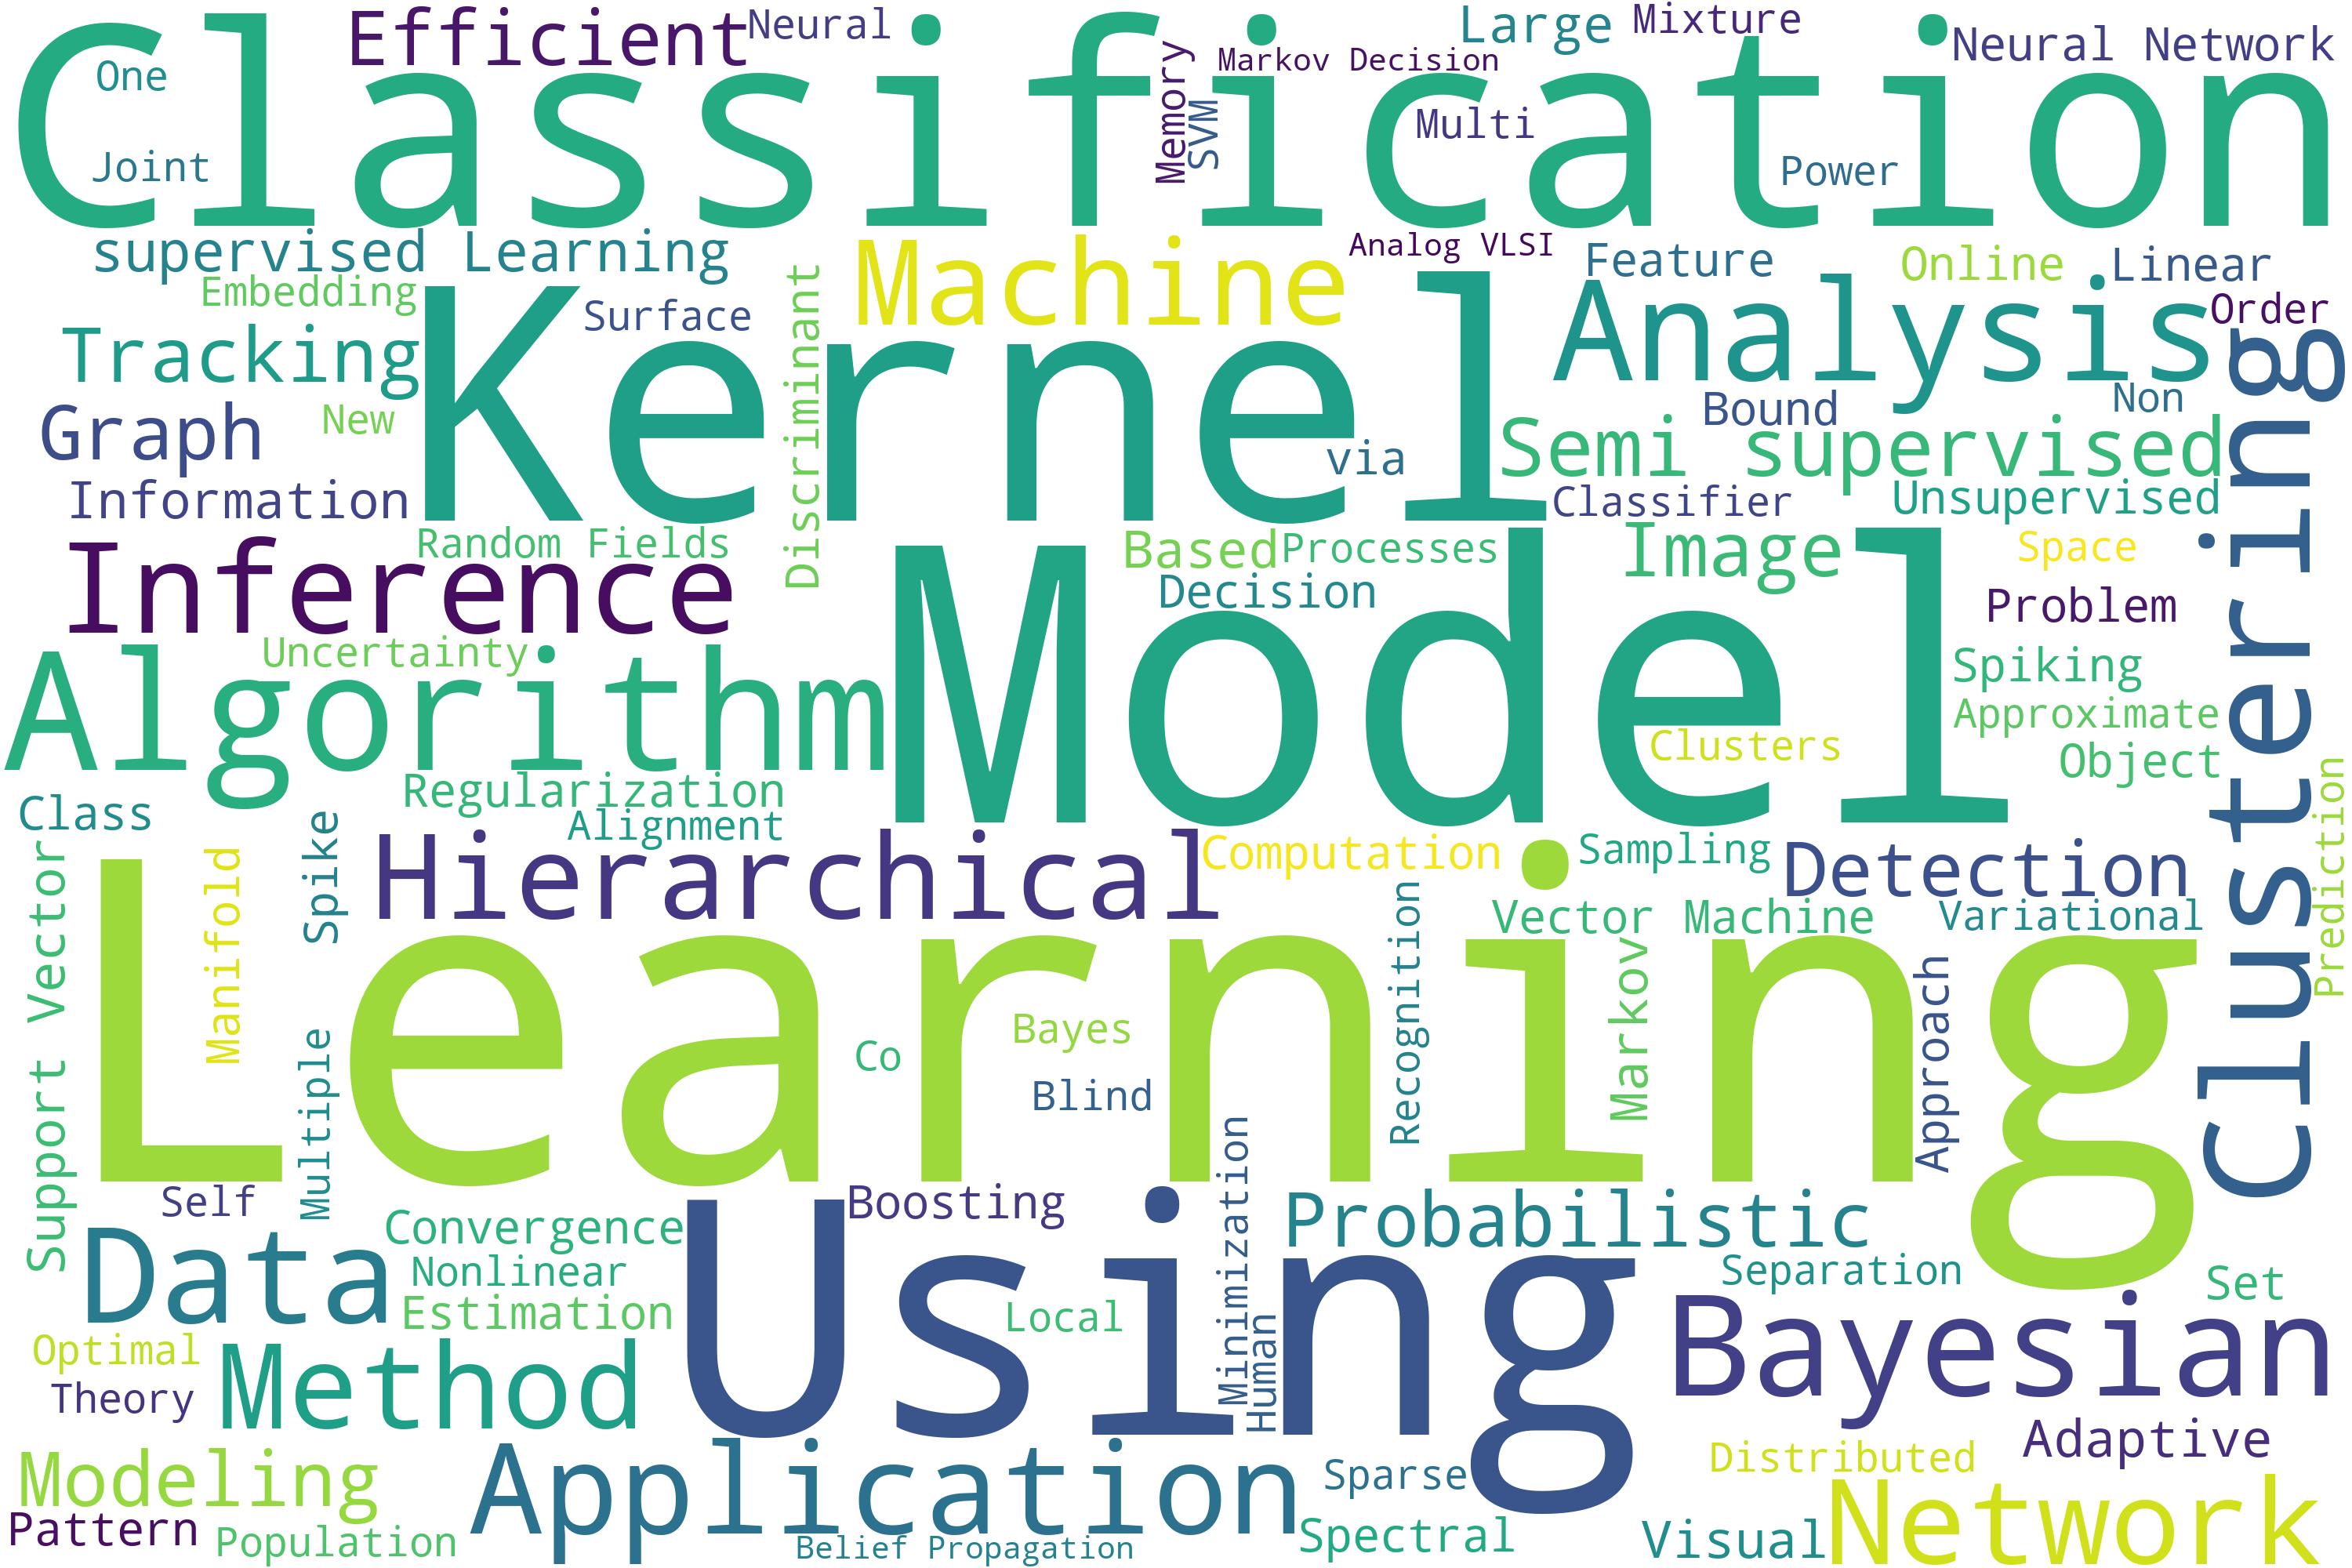 Classification
Efficient
Neural
Large
Mixture
Neural Network
One
Markov Decision
Memory
SVM
Multi
Joint
Power
supervised Learning
Machine
Analog VLSI
Feature
Online
Linear
Embedding
Surface
Discriminant
Kernel
Analysis
Order
Tracking
Graph
New
via
Bound
Non
Semi supervised
Information
Classifier
Unsupervised
Clustering
Random Fields
Based
Processes
Image
Space
Inference
Decision
Model
Problem
Uncertainty
Algorithm
Spiking
Approximate
Clusters
Object
Regularization
Alignment
Class
Prediction
Spike
Manifold
Support Vector
Hierarchical
Computation
Sampling
Detection
Vector Machine
Variational
Learning
Recognition
Markov
Approach
Bayes
Co
Blind
Multiple
Self
Boosting
Minimization
Probabilistic
Convergence
Data
Using
Nonlinear
Separation
Set
Estimation
Local
Bayesian
Optimal
Method
Human
Theory
Adaptive
Modeling
Application
Sparse
Distributed
Network
Pattern
Population
Belief Propagation
Spectral
Visual